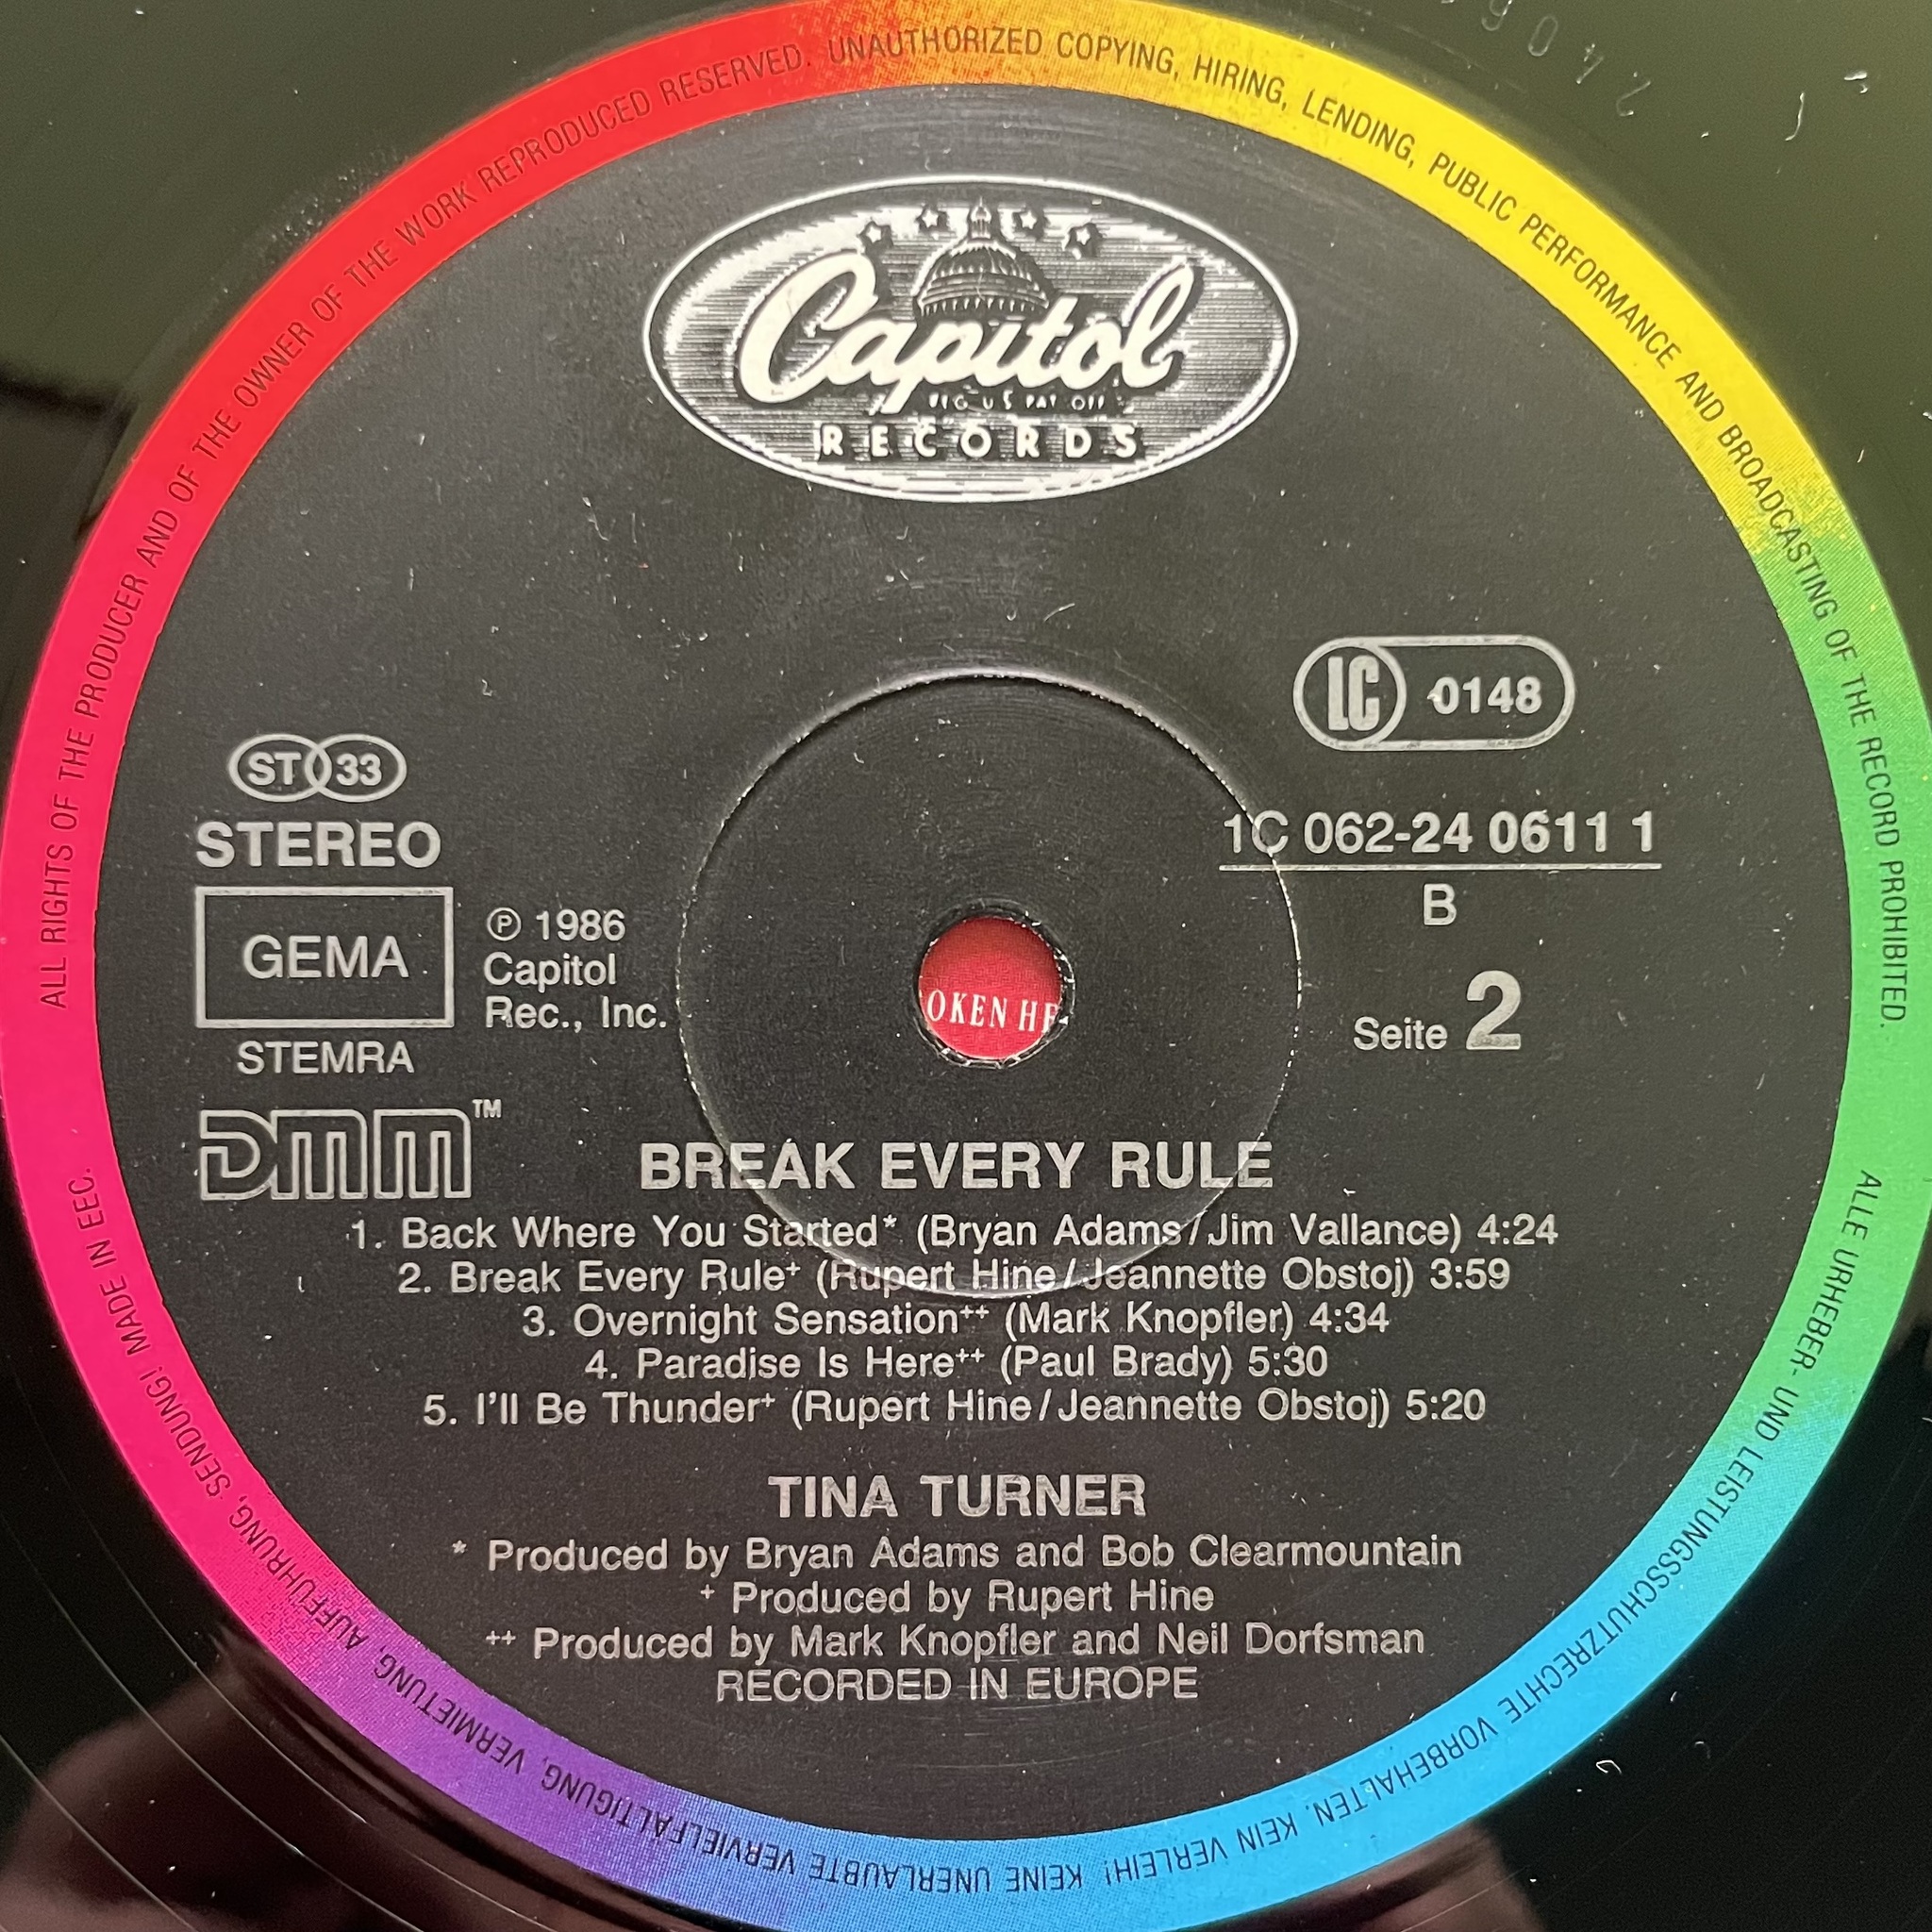 ALL RIGHTS OF THE PRODUCER AND OF THE OWNER OF THE WORK REPRODUCED RESERVED. UNAUTHORIZED COPYING, HIRING, LENDING, PUBLIC PERFORMANCE AND BROADCASTING OF THE RECORD PROHIBITED.
Capitol
RECORDS
LC 0148
ST 33
STEREO
1C 062-24 0611 1
B
GEMA
℗ 1986
Capitol
Rec., Inc.
OKEN HE
Seite 2
STEMRA
DMM™
BREAK EVERY RULE
1. Back Where You Started* (Bryan Adams/Jim Vallance) 4:24
2. Break Every Rule⁺ (Rupert Hine/Jeannette Obstoj) 3:59
3. Overnight Sensation⁺⁺ (Mark Knopfler) 4:34
4. Paradise Is Here⁺⁺ (Paul Brady) 5:30
5. I'll Be Thunder⁺ (Rupert Hine/Jeannette Obstoj) 5:20
TINA TURNER
* Produced by Bryan Adams and Bob Clearmountain
⁺ Produced by Rupert Hine
⁺⁺ Produced by Mark Knopfler and Neil Dorfsman
RECORDED IN EUROPE
ALLE URHEBER- UND LEISTUNGSSCHUTZRECHTE VORBEHALTEN. KEIN VERLEIH! KEINE UNERLAUBTE VERVIELFÄLTIGUNG, VERMIETUNG, AUFFÜHRUNG, SENDUNG! MADE IN EEC.